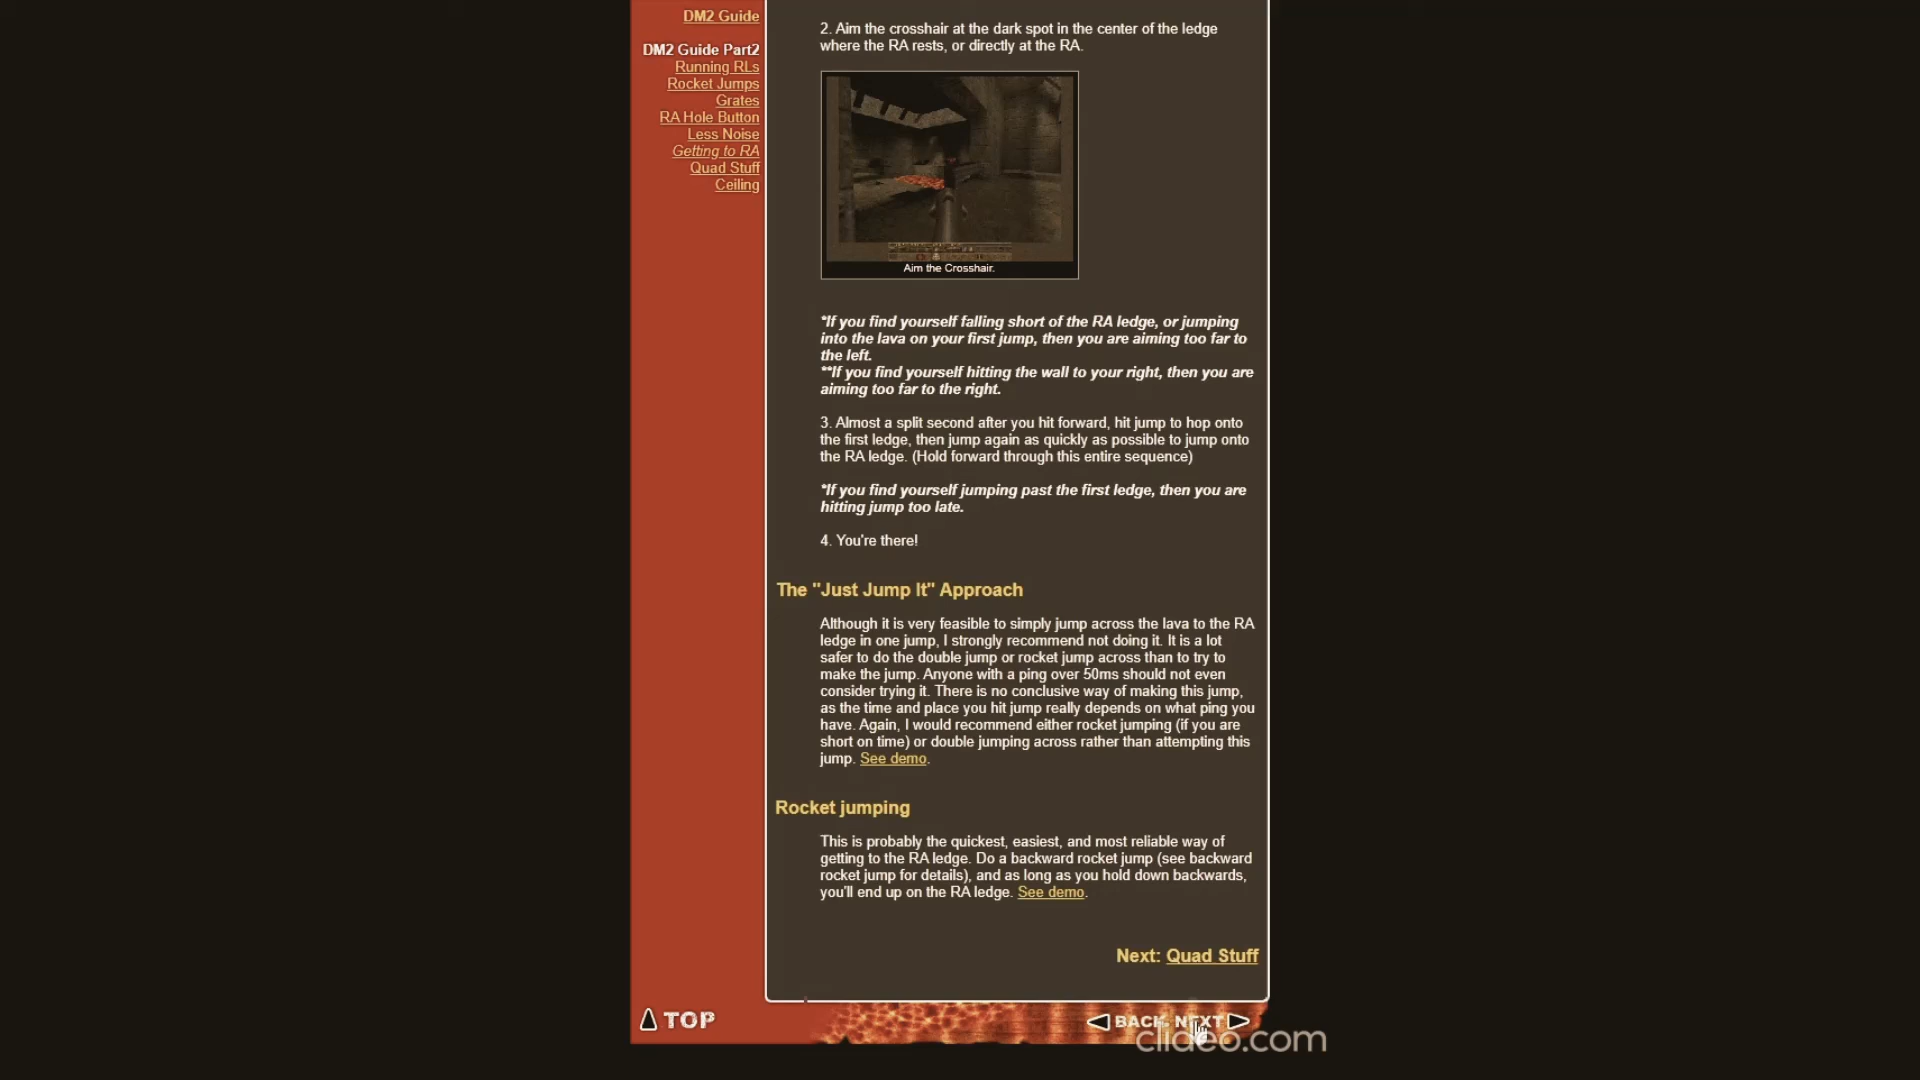 DM2 Guide
DM2 Guide Part2
Running RLs
Rocket Jumps
Grates
RA Hole Button
Less Noise
Getting to RA
Quad Stuff
Ceiling
2. Aim the crosshair at the dark spot in the center of the ledge
where the RA rests, or directly at the RA.
Aim the Crosshair.
*If you find yourself falling short of the RA ledge, or jumping
into the lava on your first jump, then you are aiming too far to
the left.
**If you find yourself hitting the wall to your right, then you are
aiming too far to the right.
3. Almost a split second after you hit forward, hit jump to hop onto
the first ledge, then jump again as quickly as possible to jump onto
the RA ledge. (Hold forward through this entire sequence)
*If you find yourself jumping past the first ledge, then you are
hitting jump too late.
4. You're there!
The "Just Jump It" Approach
Although it is very feasible to simply jump across the lava to the RA
ledge in one jump, I strongly recommend not doing it. It is a lot
safer to do the double jump or rocket jump across than to try to
make the jump. Anyone with a ping over 50ms should not even
consider trying it. There is no conclusive way of making this jump,
as the time and place you hit jump really depends on what ping you
have. Again, I would recommend either rocket jumping (if you are
short on time) or double jumping across rather than attempting this
jump. See demo.
Rocket jumping
This is probably the quickest, easiest, and most reliable way of
getting to the RA ledge. Do a backward rocket jump (see backward
rocket jump for details), and as long as you hold down backwards,
you'll end up on the RA ledge. See demo.
Next: Quad Stuff
TOP
BACK NEXT
clideo.com